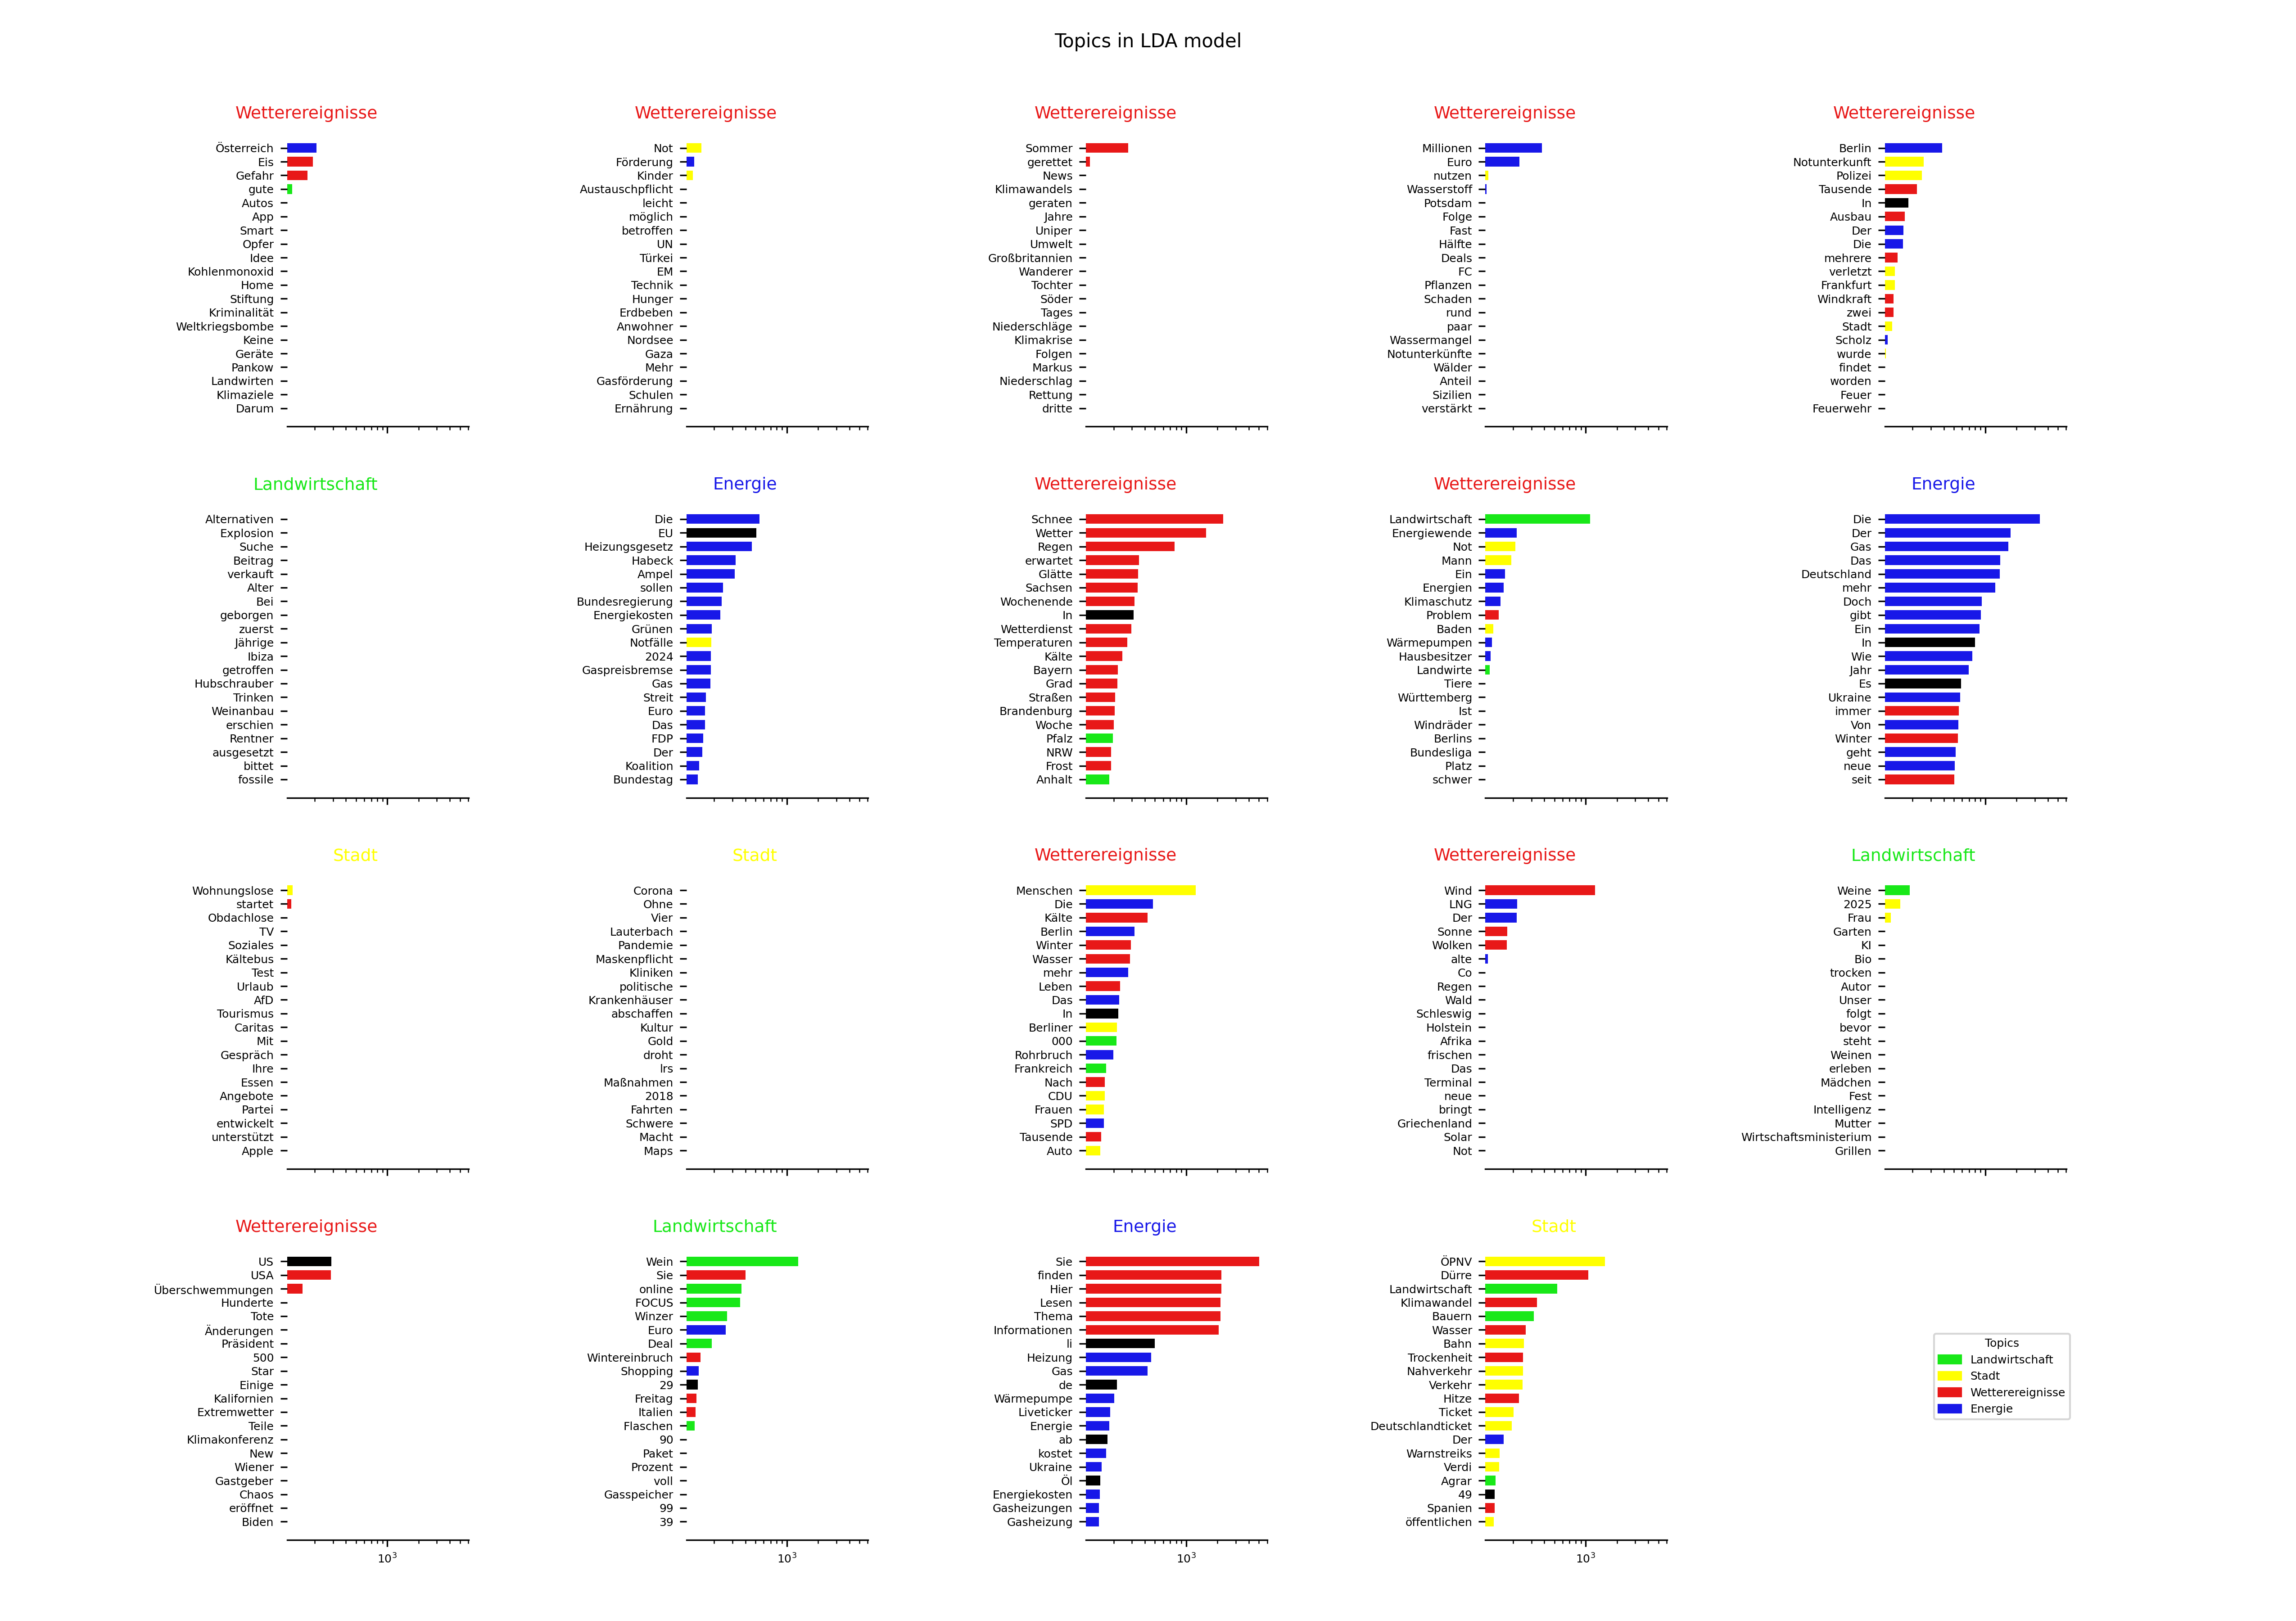 Topics in LDA model
Wetterereignisse
Österreich
Eis
Gefahr
gute
Autos
App
Smart
Opfer
Idee
Kohlenmonoxid
Home
Stiftung
Kriminalität
Weltkriegsbombe
Keine
Geräte
Pankow
Landwirten
Klimaziele
Darum
Wetterereignisse
Not
Förderung
Kinder
Austauschpflicht
leicht
möglich
betroffen
UN
Türkei
EM
Technik
Hunger
Erdbeben
Anwohner
Nordsee
Gaza
Mehr
Gasförderung
Schulen
Ernährung
Wetterereignisse
Sommer
gerettet
News
Klimawandels
geraten
Jahre
Uniper
Umwelt
Großbritannien
Wanderer
Tochter
Söder
Tages
Niederschläge
Klimakrise
Folgen
Markus
Niederschlag
Rettung
dritte
Wetterereignisse
Millionen
Euro
nutzen
Wasserstoff
Potsdam
Folge
Fast
Hälfte
Deals
FC
Pflanzen
Schaden
rund
paar
Wassermangel
Notunterkünfte
Wälder
Anteil
Sizilien
verstärkt
Wetterereignisse
Berlin
Notunterkunft
Polizei
Tausende
In
Ausbau
Der
Die
mehrere
verletzt
Frankfurt
Windkraft
zwei
Stadt
Scholz
wurde
findet
worden
Feuer
Feuerwehr
Landwirtschaft
Alternativen
Explosion
Suche
Beitrag
verkauft
Alter
Bei
geborgen
zuerst
Jährige
Ibiza
getroffen
Hubschrauber
Trinken
Weinanbau
erschien
Rentner
ausgesetzt
bittet
fossile
Energie
Die
EU
Heizungsgesetz
Habeck
Ampel
sollen
Bundesregierung
Energiekosten
Grünen
Notfälle
2024
Gaspreisbremse
Gas
Streit
Euro
Das
FDP
Der
Koalition
Bundestag
Wetterereignisse
Schnee
Wetter
Regen
erwartet
Glätte
Sachsen
Wochenende
In
Wetterdienst
Temperaturen
Kälte
Bayern
Grad
Straßen
Brandenburg
Woche
Pfalz
NRW
Frost
Anhalt
Wetterereignisse
Landwirtschaft
Energiewende
Not
Mann
Ein
Energien
Klimaschutz
Problem
Baden
Wärmepumpen
Hausbesitzer
Landwirte
Tiere
Württemberg
Ist
Windräder
Berlins
Bundesliga
Platz
schwer
Energie
Die
Der
Gas
Das
Deutschland
mehr
Doch
gibt
Ein
In
Wie
Jahr
Es
Ukraine
immer
Von
Winter
geht
neue
seit
Stadt
Wohnungslose
startet
Obdachlose
TV
Soziales
Kältebus
Test
Urlaub
AfD
Tourismus
Caritas
Mit
Gespräch
Ihre
Essen
Angebote
Partei
entwickelt
unterstützt
Apple
Stadt
Corona
Ohne
Vier
Lauterbach
Pandemie
Maskenpflicht
Kliniken
politische
Krankenhäuser
abschaffen
Kultur
Gold
droht
Irs
Maßnahmen
2018
Fahrten
Schwere
Macht
Maps
Wetterereignisse
Menschen
Die
Kälte
Berlin
Winter
Wasser
mehr
Leben
Das
In
Berliner
000
Rohrbruch
Frankreich
Nach
CDU
Frauen
SPD
Tausende
Auto
Wetterereignisse
Wind
LNG
Der
Sonne
Wolken
alte
Co
Regen
Wald
Schleswig
Holstein
Afrika
frischen
Das
Terminal
neue
bringt
Griechenland
Solar
Not
Landwirtschaft
Weine
2025
Frau
Garten
KI
Bio
trocken
Autor
Unser
folgt
bevor
steht
Weinen
erleben
Mädchen
Fest
Intelligenz
Mutter
Wirtschaftsministerium
Grillen
Wetterereignisse
US
USA
Überschwemmungen
Hunderte
Tote
Änderungen
Präsident
500
Star
Einige
Kalifornien
Extremwetter
Teile
Klimakonferenz
New
Wiener
Gastgeber
Chaos
eröffnet
Biden
10³
Landwirtschaft
Wein
Sie
online
FOCUS
Winzer
Euro
Deal
Wintereinbruch
Shopping
29
Freitag
Italien
Flaschen
90
Paket
Prozent
voll
Gasspeicher
99
39
10³
Energie
Sie
finden
Hier
Lesen
Thema
Informationen
li
Heizung
Gas
de
Wärmepumpe
Liveticker
Energie
ab
kostet
Ukraine
Öl
Energiekosten
Gasheizungen
Gasheizung
10³
Stadt
ÖPNV
Dürre
Landwirtschaft
Klimawandel
Bauern
Wasser
Bahn
Trockenheit
Nahverkehr
Verkehr
Hitze
Ticket
Deutschlandticket
Der
Warnstreiks
Verdi
Agrar
49
Spanien
öffentlichen
10³
Topics
Landwirtschaft
Stadt
Wetterereignisse
Energie